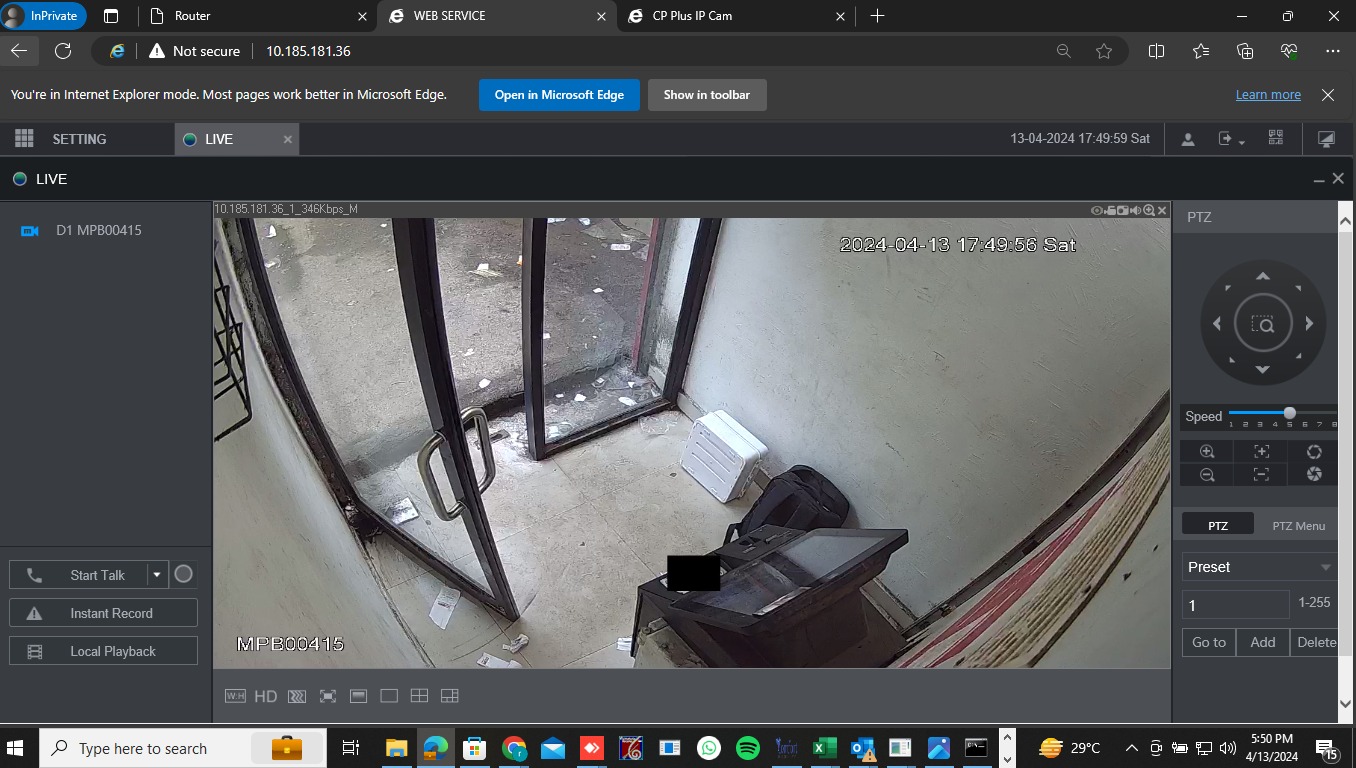 InPrivate
Router
WEB SERVICE
CP Plus IP Cam
Not secure
10.185.181.36
You're in Internet Explorer mode. Most pages work better in Microsoft Edge.
Open in Microsoft Edge
Show in toolbar
Learn more
SETTING
LIVE
13-04-2024 17:49:59 Sat
LIVE
10.185.181.36_1_346Kbps_M
PTZ
D1 MPB00415
2024-04-13 17:49:56 Sat
Speed
1 2 3 4 5 6 7 8
PTZ
PTZ Menu
Start Talk
Preset
Instant Record
1
1-255
Local Playback
MPB00415
Go to
Add
Delete
W:H
HD
Type here to search
29°C
5:50 PM
4/13/2024
15